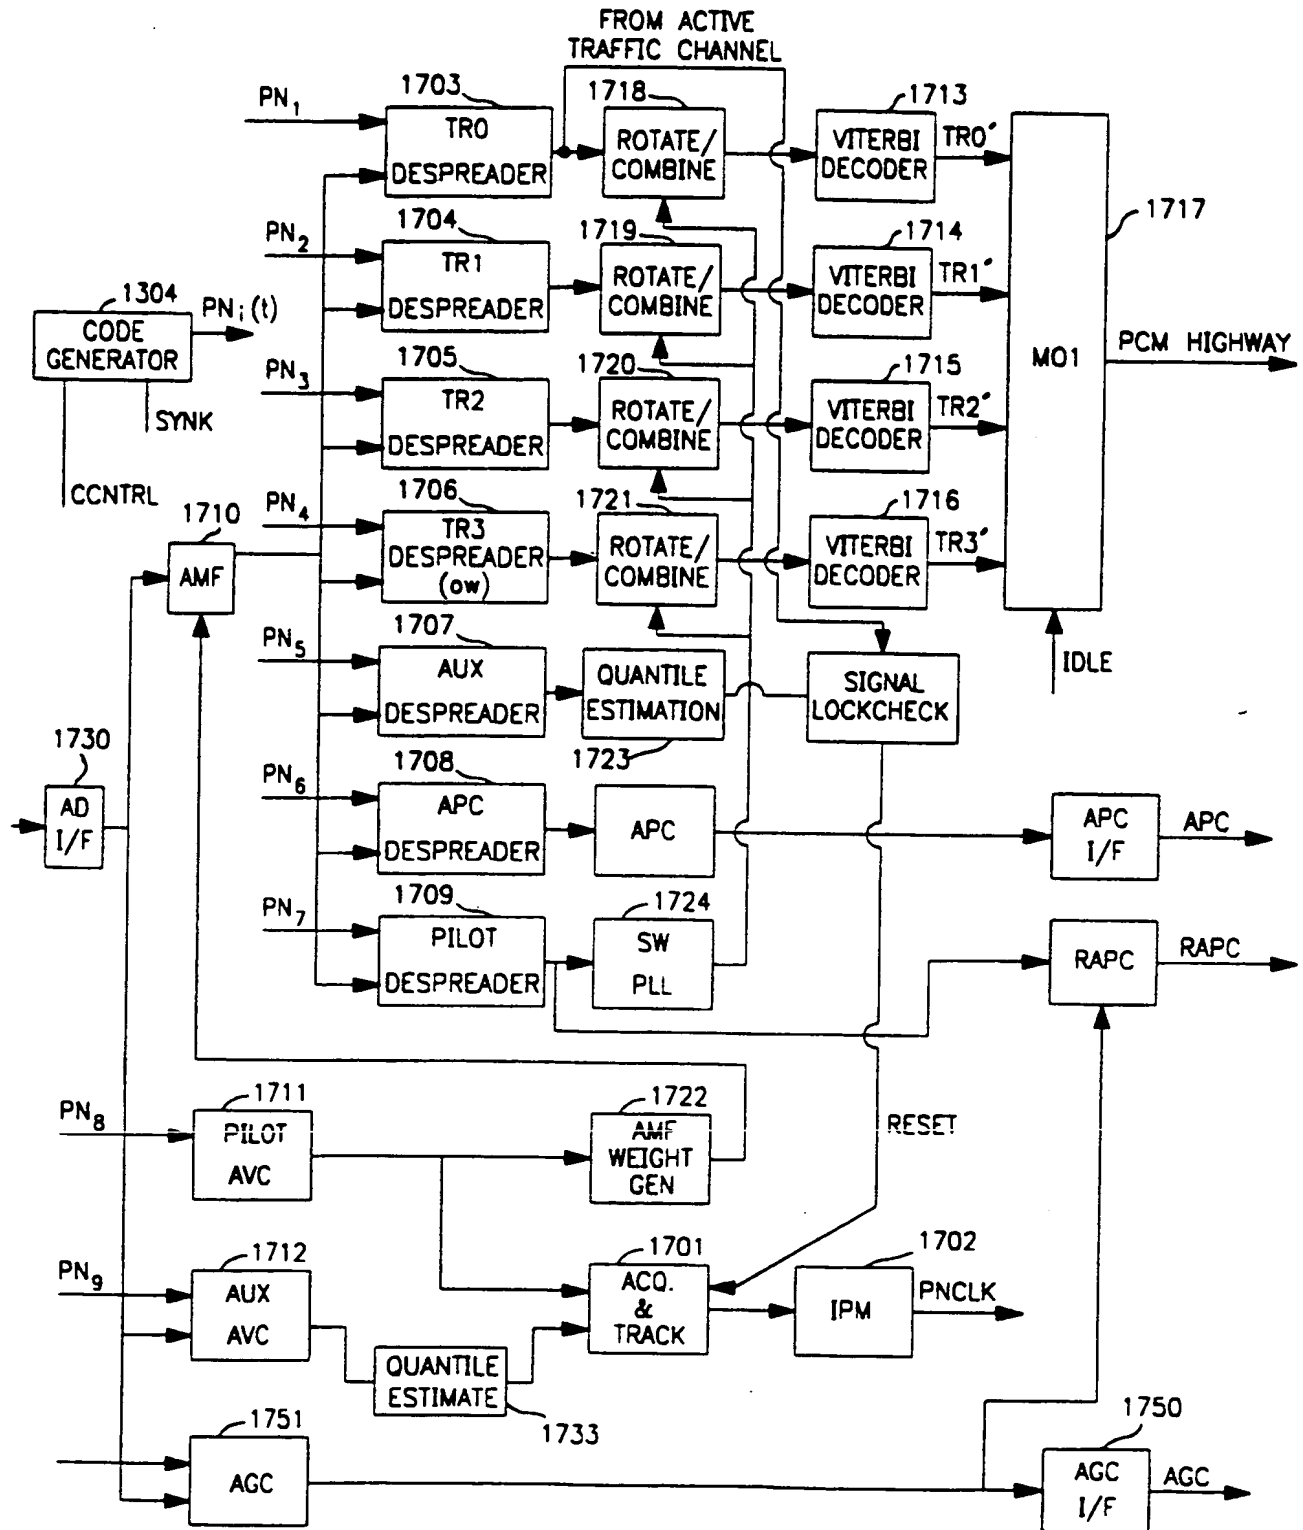 FROM ACTIVE
TRAFFIC CHANNEL
PN1
1703
TR0
DESPREADER
1718
ROTATE/
COMBINE
1713
VITERBI
DECODER
TR0'
MO1
1717
PCM HIGHWAY
IDLE
PN2
1704
TR1
DESPREADER
1719
ROTATE/
COMBINE
1714
VITERBI
DECODER
TR1'
1304
CODE
GENERATOR
PNi(t)
SYNK
CCNTRL
PN3
1705
TR2
DESPREADER
1720
ROTATE/
COMBINE
1715
VITERBI
DECODER
TR2'
PN4
1706
TR3
DESPREADER
(ow)
1721
ROTATE/
COMBINE
1716
VITERBI
DECODER
TR3'
1710
AMF
PN5
1707
AUX
DESPREADER
QUANTILE
ESTIMATION
1723
SIGNAL
LOCKCHECK
1730
AD
I/F
PN6
1708
APC
DESPREADER
APC
APC
I/F
APC
PN7
1709
PILOT
DESPREADER
1724
SW
PLL
RAPC
RAPC
PN8
1711
PILOT
AVC
1722
AMF
WEIGHT
GEN
RESET
PN9
1712
AUX
AVC
QUANTILE
ESTIMATE
1733
1701
ACQ.
&
TRACK
1702
IPM
PNCLK
1751
AGC
1750
AGC
I/F
AGC